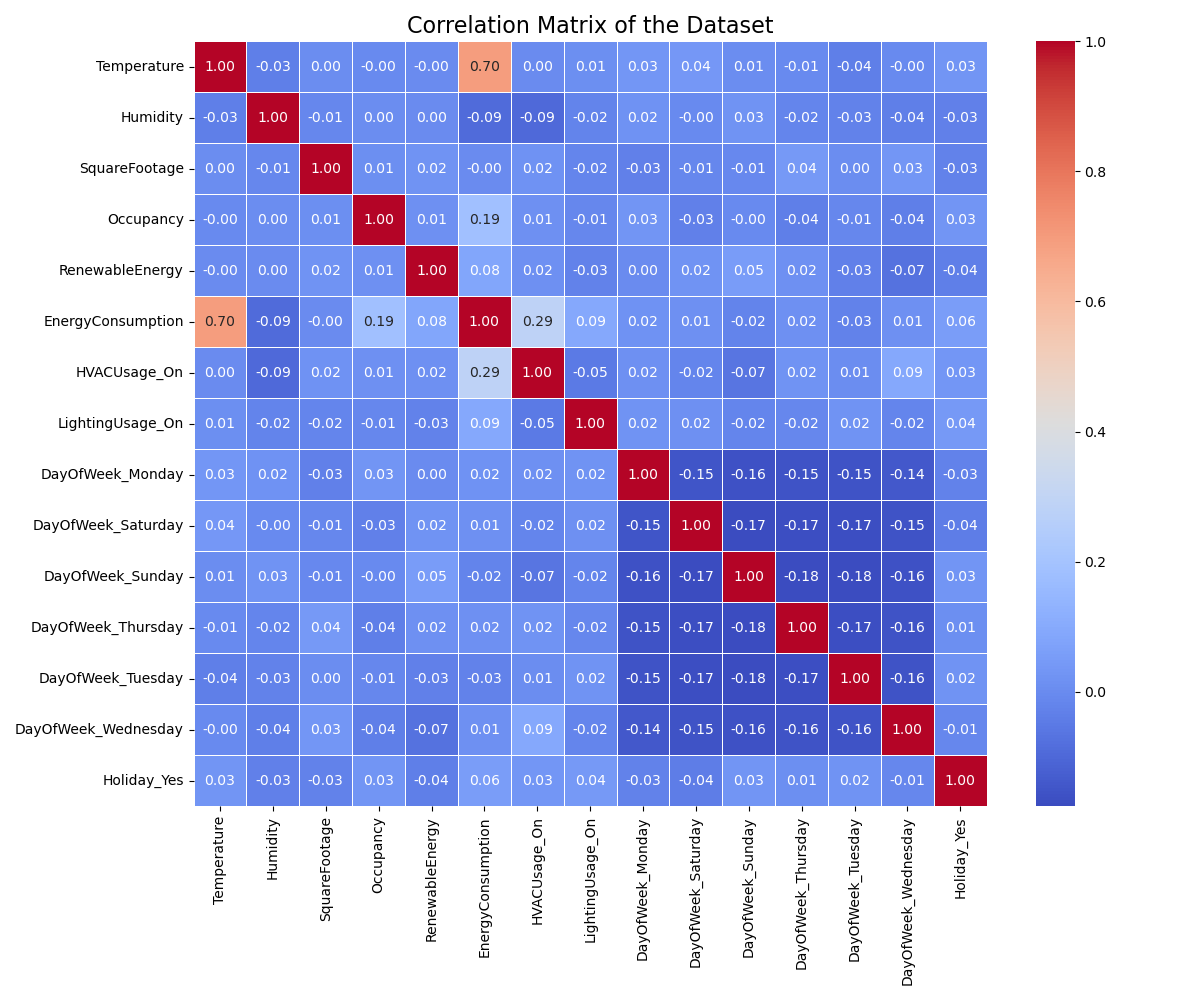 Correlation Matrix of the Dataset
Temperature 1.00 -0.03 0.00 -0.00 -0.00 0.70 0.00 0.01 0.03 0.04 0.01 -0.01 -0.04 -0.00 0.03
Humidity -0.03 1.00 -0.01 0.00 0.00 -0.09 -0.09 -0.02 0.02 -0.00 0.03 -0.02 -0.03 -0.04 -0.03
SquareFootage 0.00 -0.01 1.00 0.01 0.02 -0.00 0.02 -0.02 -0.03 -0.01 -0.01 0.04 0.00 0.03 -0.03
Occupancy -0.00 0.00 0.01 1.00 0.01 0.19 0.01 -0.01 0.03 -0.03 -0.00 -0.04 -0.01 -0.04 0.03
RenewableEnergy -0.00 0.00 0.02 0.01 1.00 0.08 0.02 -0.03 0.00 0.02 0.05 0.02 -0.03 -0.07 -0.04
EnergyConsumption 0.70 -0.09 -0.00 0.19 0.08 1.00 0.29 0.09 0.02 0.01 -0.02 0.02 -0.03 0.01 0.06
HVACUsage_On 0.00 -0.09 0.02 0.01 0.02 0.29 1.00 -0.05 0.02 -0.02 -0.07 0.02 0.01 0.09 0.03
LightingUsage_On 0.01 -0.02 -0.02 -0.01 -0.03 0.09 -0.05 1.00 0.02 0.02 -0.02 -0.02 0.02 -0.02 0.04
DayOfWeek_Monday 0.03 0.02 -0.03 0.03 0.00 0.02 0.02 0.02 1.00 -0.15 -0.16 -0.15 -0.15 -0.14 -0.03
DayOfWeek_Saturday 0.04 -0.00 -0.01 -0.03 0.02 0.01 -0.02 0.02 -0.15 1.00 -0.17 -0.17 -0.17 -0.15 -0.04
DayOfWeek_Sunday 0.01 0.03 -0.01 -0.00 0.05 -0.02 -0.07 -0.02 -0.16 -0.17 1.00 -0.18 -0.18 -0.16 0.03
DayOfWeek_Thursday -0.01 -0.02 0.04 -0.04 0.02 0.02 0.02 -0.02 -0.15 -0.17 -0.18 1.00 -0.17 -0.16 0.01
DayOfWeek_Tuesday -0.04 -0.03 0.00 -0.01 -0.03 -0.03 0.01 0.02 -0.15 -0.17 -0.18 -0.17 1.00 -0.16 0.02
DayOfWeek_Wednesday -0.00 -0.04 0.03 -0.04 -0.07 0.01 0.09 -0.02 -0.14 -0.15 -0.16 -0.16 -0.16 1.00 -0.01
Holiday_Yes 0.03 -0.03 -0.03 0.03 -0.04 0.06 0.03 0.04 -0.03 -0.04 0.03 0.01 0.02 -0.01 1.00
Temperature
Humidity
SquareFootage
Occupancy
RenewableEnergy
EnergyConsumption
HVACUsage_On
LightingUsage_On
DayOfWeek_Monday
DayOfWeek_Saturday
DayOfWeek_Sunday
DayOfWeek_Thursday
DayOfWeek_Tuesday
DayOfWeek_Wednesday
Holiday_Yes
1.0
0.8
0.6
0.4
0.2
0.0